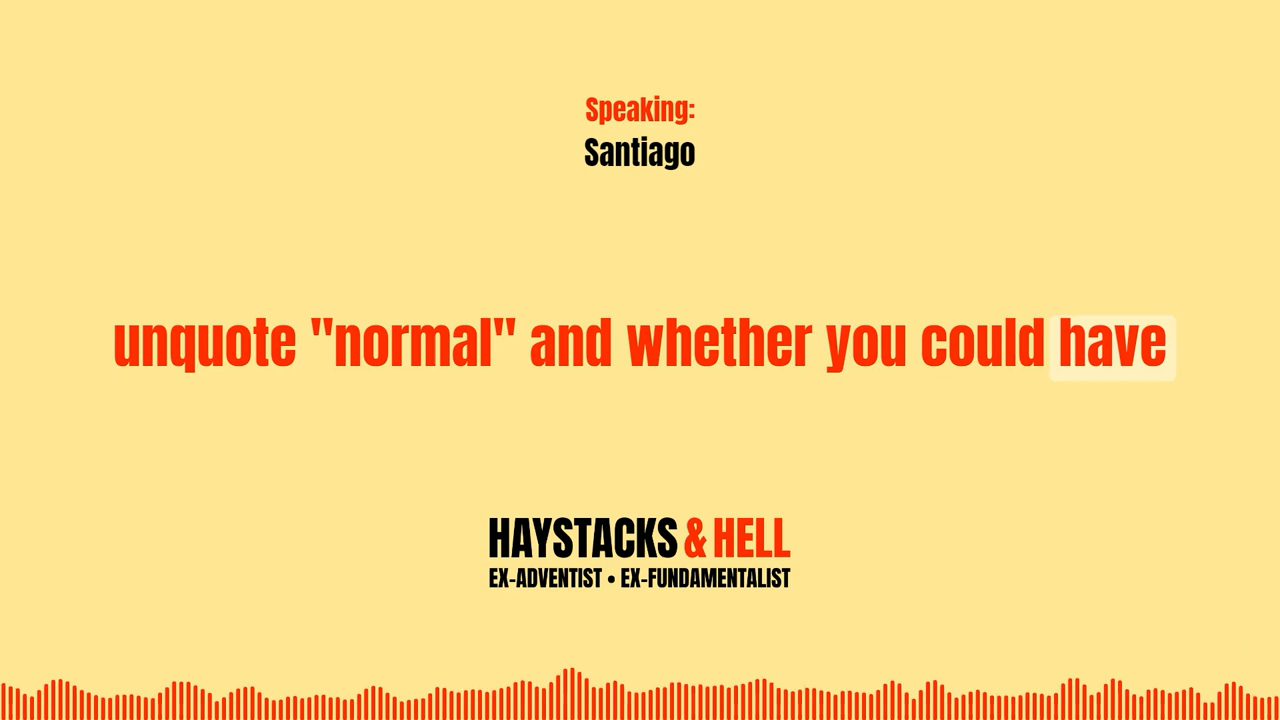 Speaking:
Santiago
unquote "normal" and whether you could have
HAYSTACKS & HELL
EX-ADVENTIST • EX-FUNDAMENTALIST